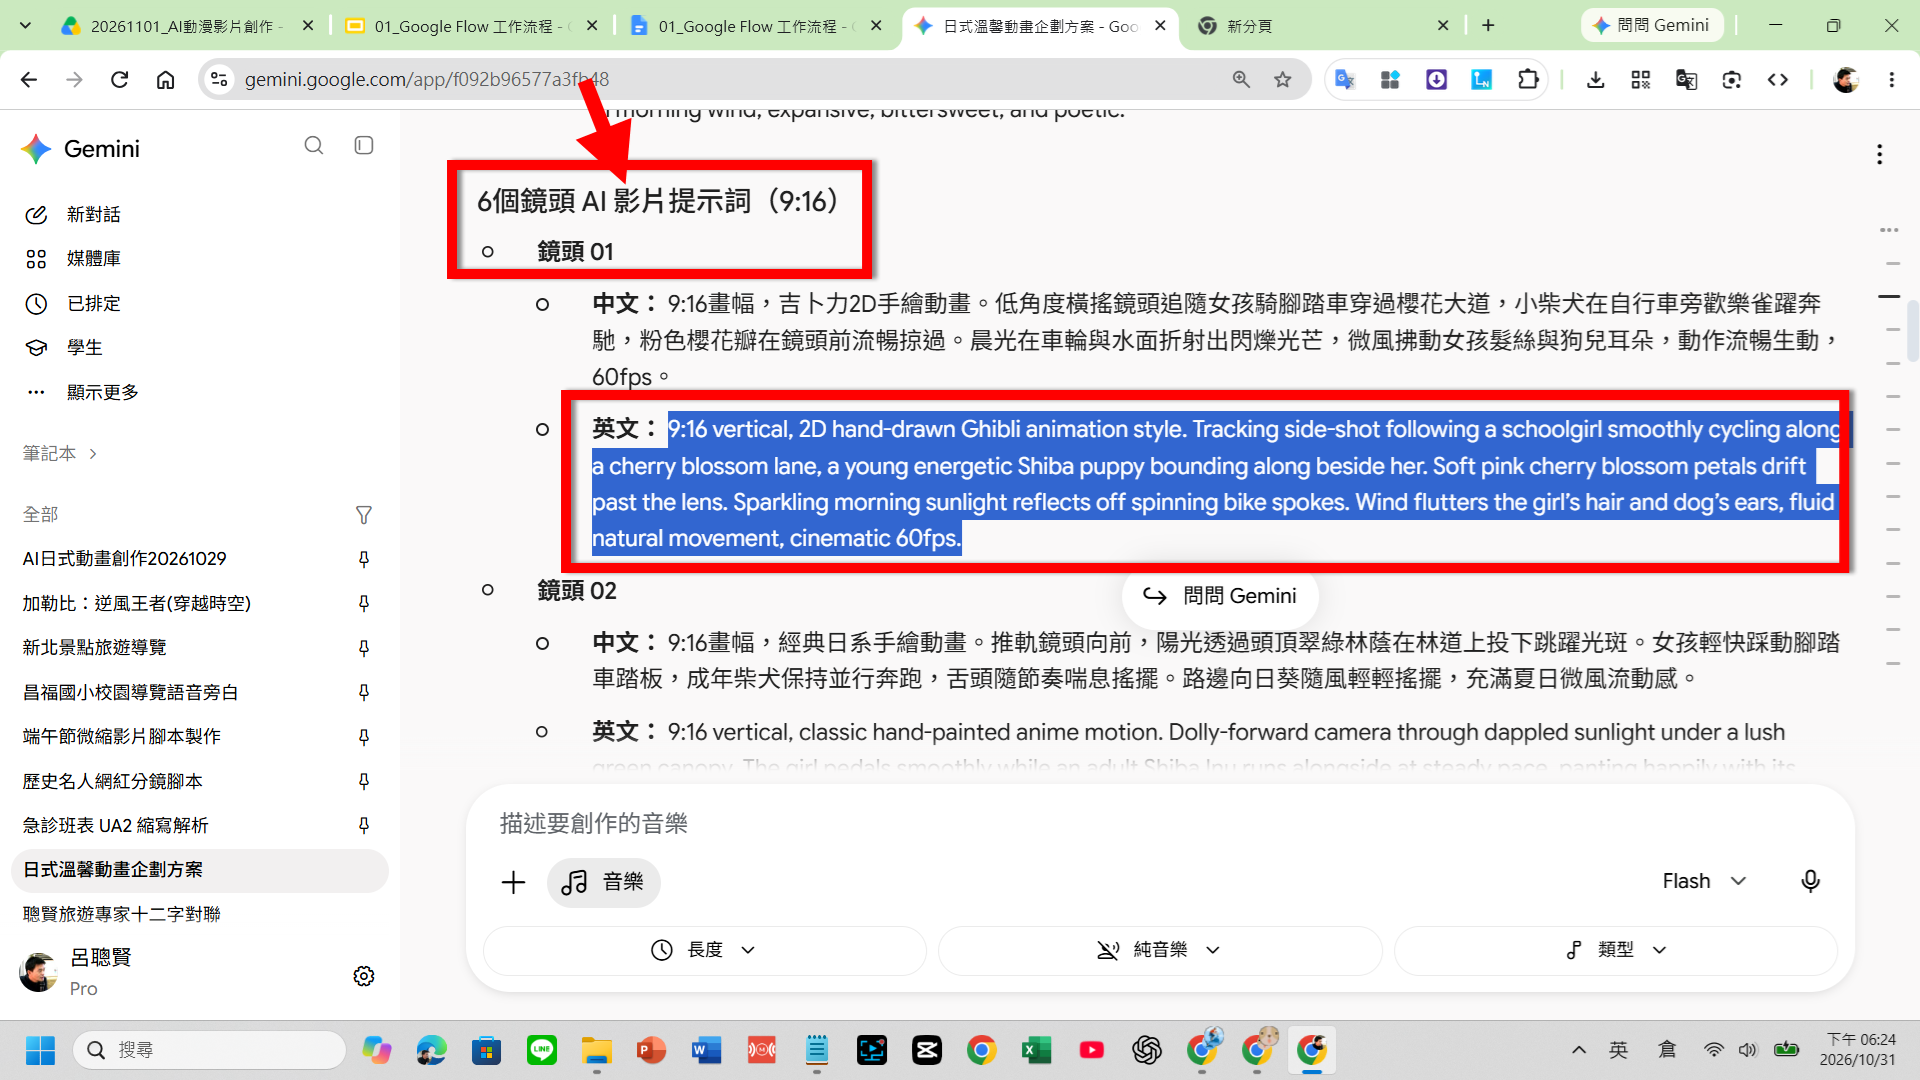 20261101_AI動漫影片創作 -
01_Google Flow 工作流程 -
01_Google Flow 工作流程 -
日式溫馨動畫企劃方案 - Goo
新分頁
問問 Gemini
gemini.google.com/app/f092b96577a3fb48
morning wind, expansive, bittersweet, and poetic.
Gemini
新對話
媒體庫
已排定
學生
顯示更多
筆記本
全部
AI日式動畫創作20261029
加勒比：逆風王者(穿越時空)
新北景點旅遊導覽
昌福國小校園導覽語音旁白
端午節微縮影片腳本製作
歷史名人網紅分鏡腳本
急診班表 UA2 縮寫解析
日式溫馨動畫企劃方案
聰賢旅遊專家十二字對聯
呂聰賢
Pro
6個鏡頭 AI 影片提示詞（9:16）
鏡頭 01
中文：9:16畫幅，吉卜力2D手繪動畫。低角度橫搖鏡頭追隨女孩騎腳踏車穿過櫻花大道，小柴犬在自行車旁歡樂雀躍奔
馳，粉色櫻花瓣在鏡頭前流暢掠過。晨光在車輪與水面折射出閃爍光芒，微風拂動女孩髮絲與狗兒耳朵，動作流暢生動，
60fps。
英文：9:16 vertical, 2D hand-drawn Ghibli animation style. Tracking side-shot following a schoolgirl smoothly cycling along
a cherry blossom lane, a young energetic Shiba puppy bounding along beside her. Soft pink cherry blossom petals drift
past the lens. Sparkling morning sunlight reflects off spinning bike spokes. Wind flutters the girl’s hair and dog’s ears, fluid
natural movement, cinematic 60fps.
鏡頭 02
問問 Gemini
中文：9:16畫幅，經典日系手繪動畫。推軌鏡頭向前，陽光透過頭頂翠綠林蔭在林道上投下跳躍光斑。女孩輕快踩動腳踏
車踏板，成年柴犬保持並行奔跑，舌頭隨節奏喘息搖擺。路邊向日葵隨風輕輕搖擺，充滿夏日微風流動感。
英文：9:16 vertical, classic hand-painted anime motion. Dolly-forward camera through dappled sunlight under a lush
green canopy. The girl pedals smoothly while an adult Shiba Inu runs alongside at steady pace, panting happily with its
描述要創作的音樂
音樂
Flash
長度
純音樂
類型
搜尋
英
下午 06:24
2026/10/31